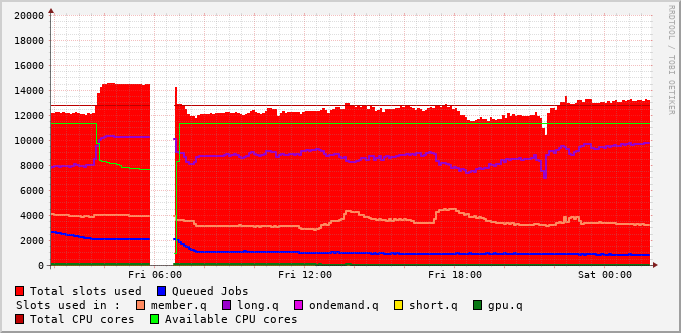 20000
18000
16000
14000
12000
10000
8000
6000
4000
2000
0
Fri 06:00 Fri 12:00 Fri 18:00 Sat 00:00
Total slots used Queued Jobs
Slots used in : member.q long.q ondemand.q short.q gpu.q
Total CPU cores Available CPU cores
RRDTOOL / TOBI OETIKER